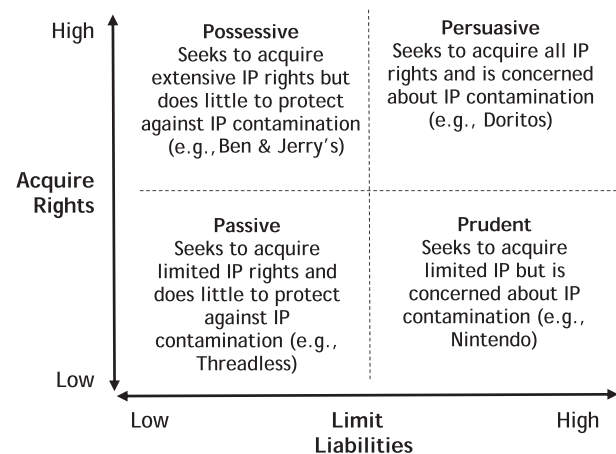 High
Possessive
Seeks to acquire
extensive IP rights but
does little to protect
against IP contamination
(e.g., Ben & Jerry's)
Persuasive
Seeks to acquire all IP
rights and is concerned
about IP contamination
(e.g., Doritos)
Acquire
Rights
Passive
Seeks to acquire
limited IP rights and
does little to protect
against IP
contamination (e.g.,
Threadless)
Prudent
Seeks to acquire
limited IP but is
concerned about IP
contamination (e.g.,
Nintendo)
Low
Low
Limit
Liabilities
High